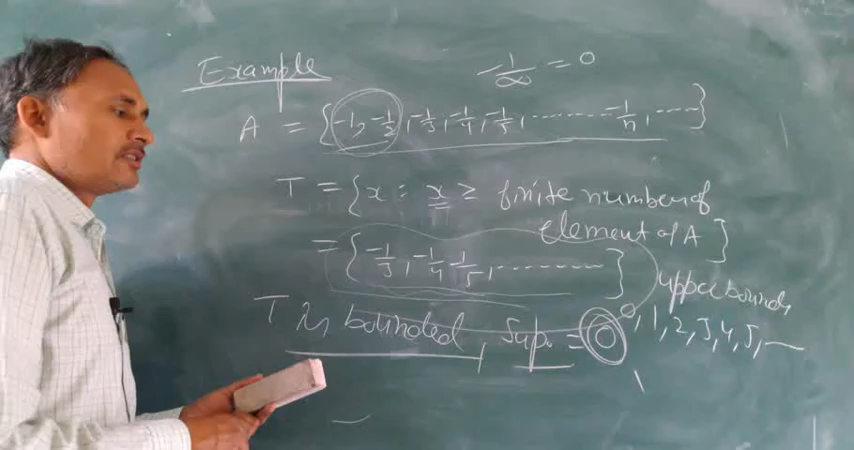 Example
-1/∞ = 0
A = {-1, -1/2, -1/3, -1/4, -1/5, ........ -1/n, ....}
T = {x : x ≥ finite number of
element of A}
= {-1/3, -1/4, -1/5, ........}
upper bounds
T is bounded, Sup. = 0
0, 1, 2, 3, 4, 5, —